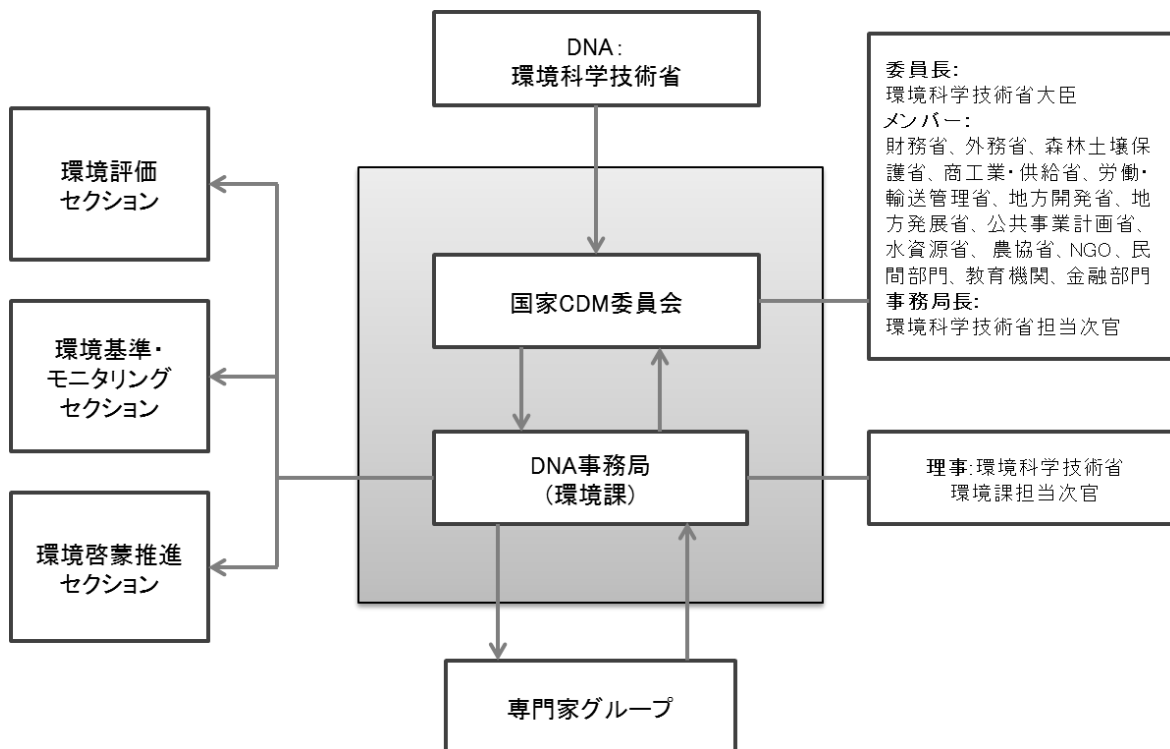 DNA:
環境科学技術省
委員長:
環境科学技術省大臣
メンバー:
財務省、外務省、森林土壌保
護省、商工業・供給省、労働・
輸送管理省、地方開発省、地
方発展省、公共事業計画省、
水資源省、農協省、NGO、民
間部門、教育機関、金融部門
事務局長:
環境科学技術省担当次官
環境評価
セクション
国家CDM委員会
環境基準・
モニタリング
セクション
DNA事務局
(環境課)
理事:環境科学技術省
環境課担当次官
環境啓蒙推進
セクション
専門家グループ